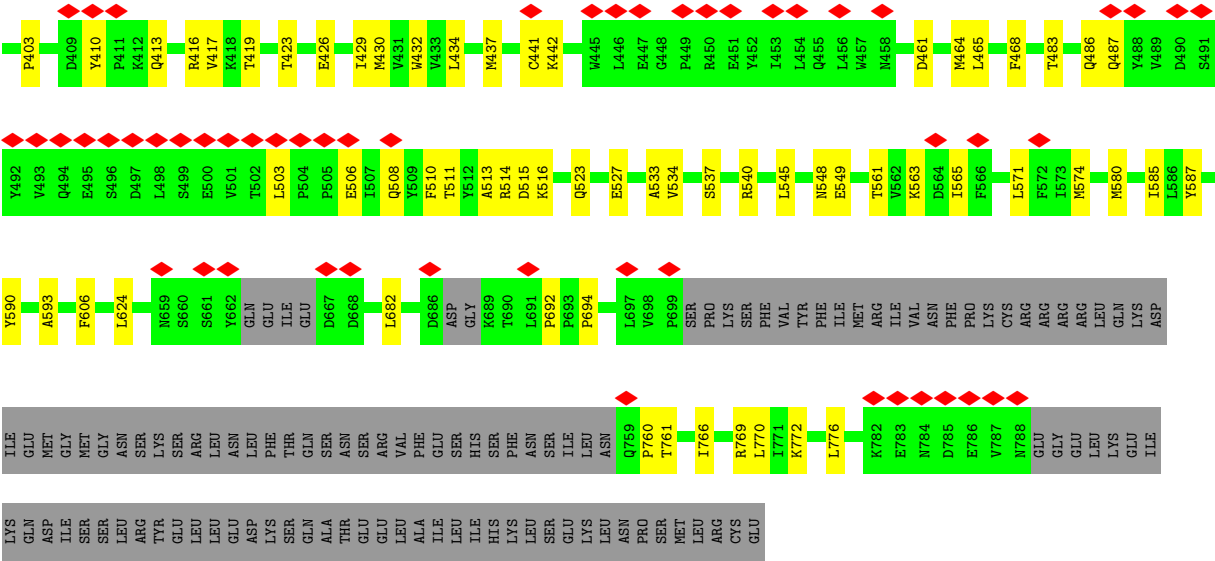 P403 D409 Y410 P411 K412 Q413 R416 V417 K418 T419 T423 E426 I429 M430 V431 W432 V433 L434 M437 C441 K442 W445 L446 E447 G448 P449 R450 E451 Y452 I453 L454 Q455 L456 W457 N458 D461 M464 L465 F468 T483 Q486 Q487 Y488 V489 D490 S491
Y492 V493 Q494 E495 S496 D497 L498 S499 E500 V501 T502 L503 P504 P505 E506 I507 Q508 Y509 F510 T511 Y512 A513 R514 D515 K516 Q523 E527 A533 V534 S537 R540 L545 N548 E549 T561 V562 K563 D564 I565 F566 L571 F572 I573 M574 M580 I585 L586 Y587
Y590 A593 F606 L624 N659 S660 S661 Y662 GLN GLU ILE GLU D667 D668 L682 D686 ASP GLY K689 T690 L691 P692 P693 P694 L697 V698 P699 SER PRO LYS SER PHE VAL TYR PHE ILE MET ARG ILE VAL ASN PHE PRO LYS CYS ARG ARG ARG ARG LEU GLN LYS ASP
ILE GLU MET GLY MET GLY ASN SER LYS SER ARG LEU ASN LEU PHE THR GLN SER ASN SER ARG VAL PHE GLU SER HIS SER PHE ASN SER ILE LEU ASN Q759 P760 T761 I766 R769 L770 I771 K772 L776 K782 E783 N784 D785 E786 V787 N788 GLU GLY GLU LEU LYS GLU ILE
LYS GLN ASP ILE SER SER LEU ARG TYR GLU LEU LEU GLU ASP LYS SER GLN ALA THR GLU GLU LEU ALA ILE LEU ILE HIS LYS LEU SER GLU LYS LEU ASN PRO SER MET LEU ARG CYS GLU